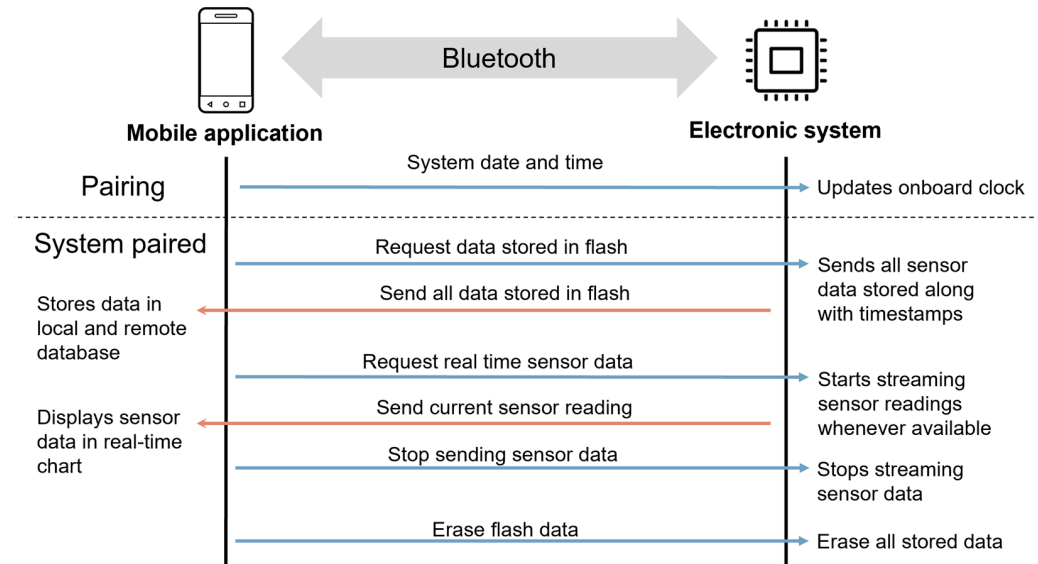 Bluetooth
Mobile application
Electronic system
Pairing
System date and time
Updates onboard clock
System paired
Request data stored in flash
Sends all sensor
data stored along
with timestamps
Send all data stored in flash
Stores data in
local and remote
database
Request real time sensor data
Starts streaming
sensor readings
whenever available
Send current sensor reading
Displays sensor
data in real-time
chart
Stop sending sensor data
Stops streaming
sensor data
Erase flash data
Erase all stored data